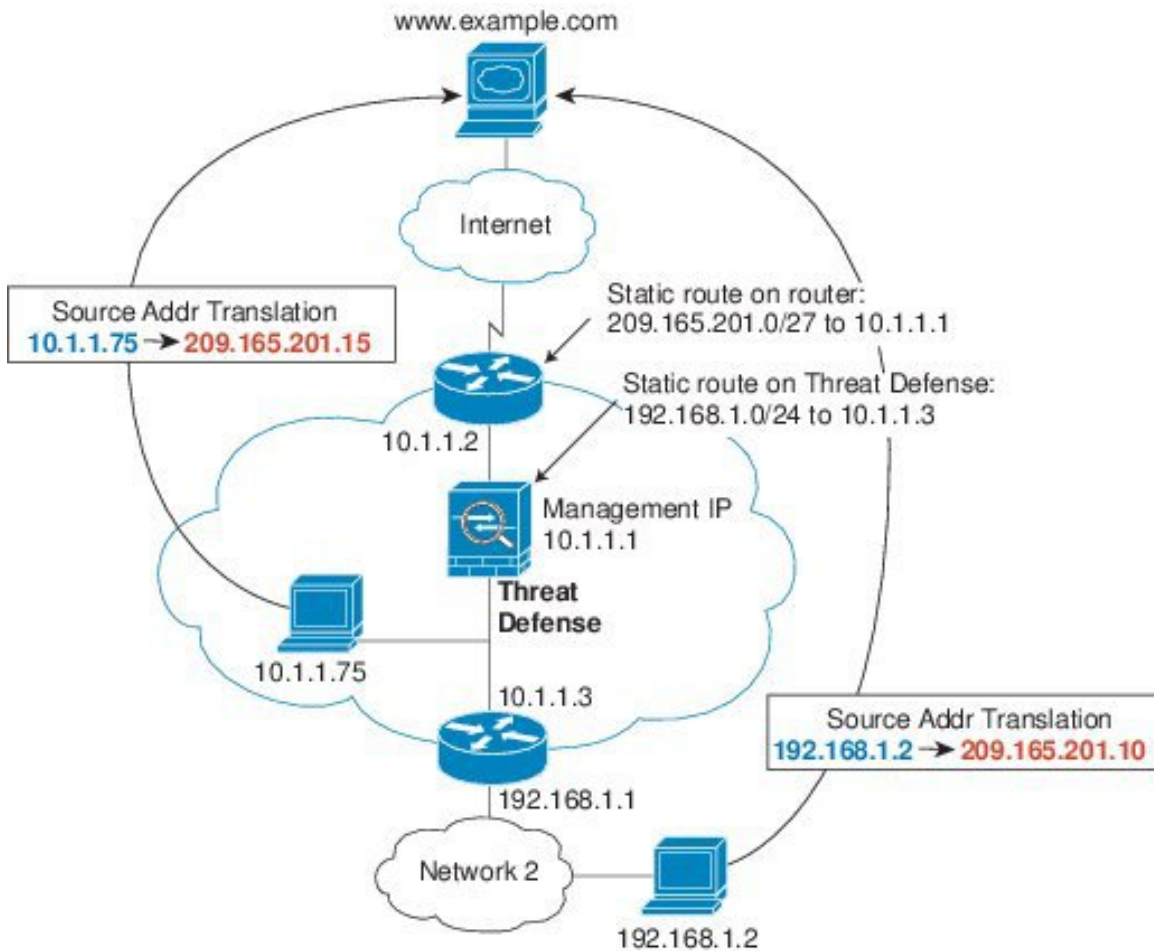 www.example.com
Internet
Source Addr Translation
10.1.1.75 → 209.165.201.15
Static route on router:
209.165.201.0/27 to 10.1.1.1
Static route on Threat Defense:
192.168.1.0/24 to 10.1.1.3
10.1.1.2
Management IP
10.1.1.1
Threat
Defense
10.1.1.75
10.1.1.3
Source Addr Translation
192.168.1.2 → 209.165.201.10
192.168.1.1
Network 2
192.168.1.2